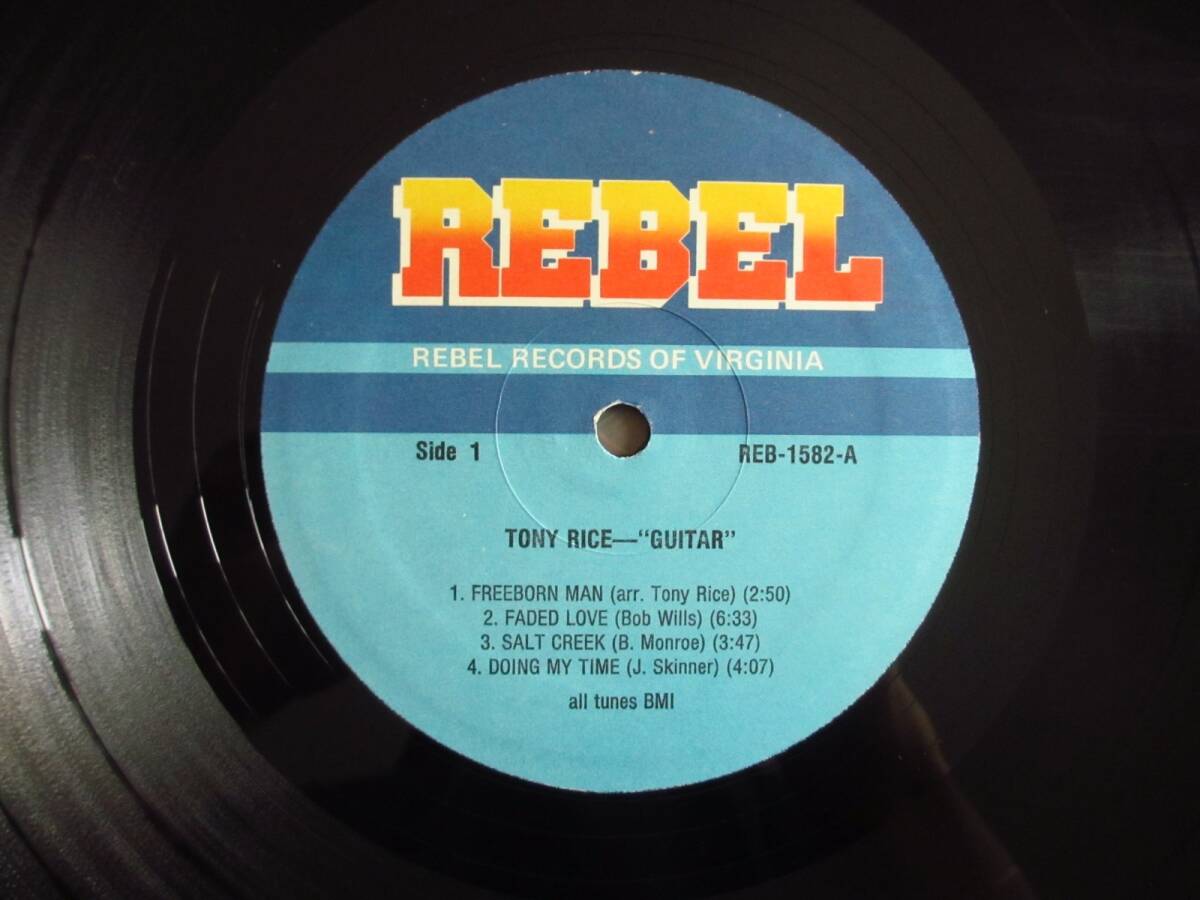 REBEL
REBEL RECORDS OF VIRGINIA
Side 1 REB-1582-A
TONY RICE—"GUITAR"
1. FREEBORN MAN (arr. Tony Rice) (2:50)
2. FADED LOVE (Bob Wills) (6:33)
3. SALT CREEK (B. Monroe) (3:47)
4. DOING MY TIME (J. Skinner) (4:07)
all tunes BMI